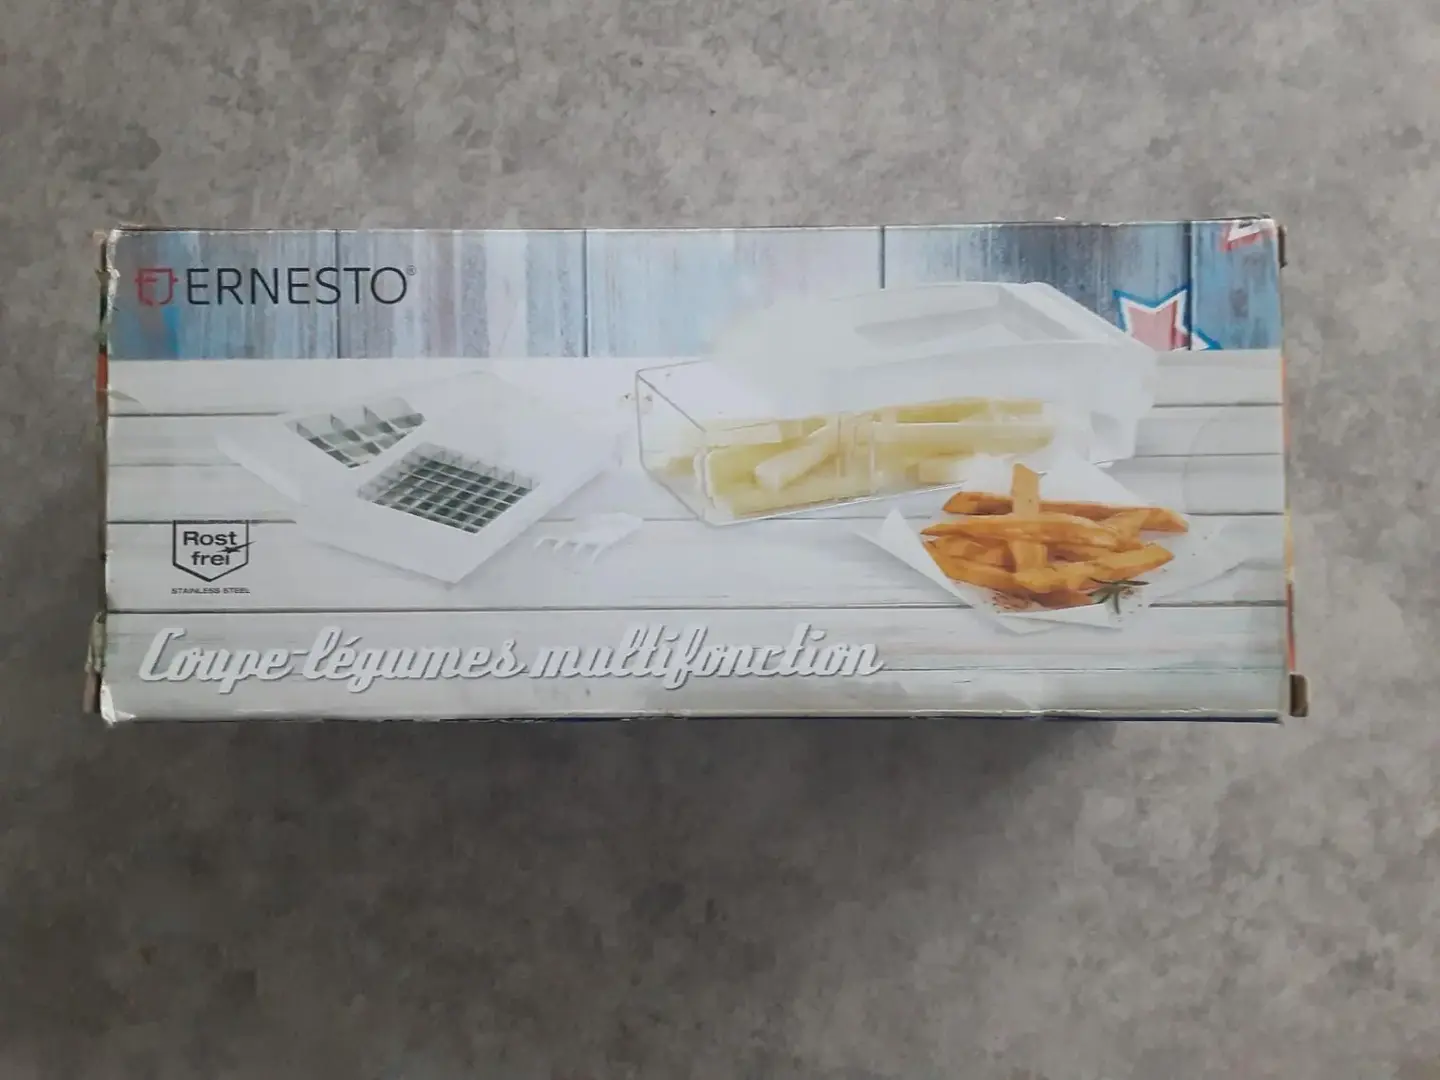 ERNESTO®
Rost
frei
STAINLESS STEEL
Coupe-légumes multifonction